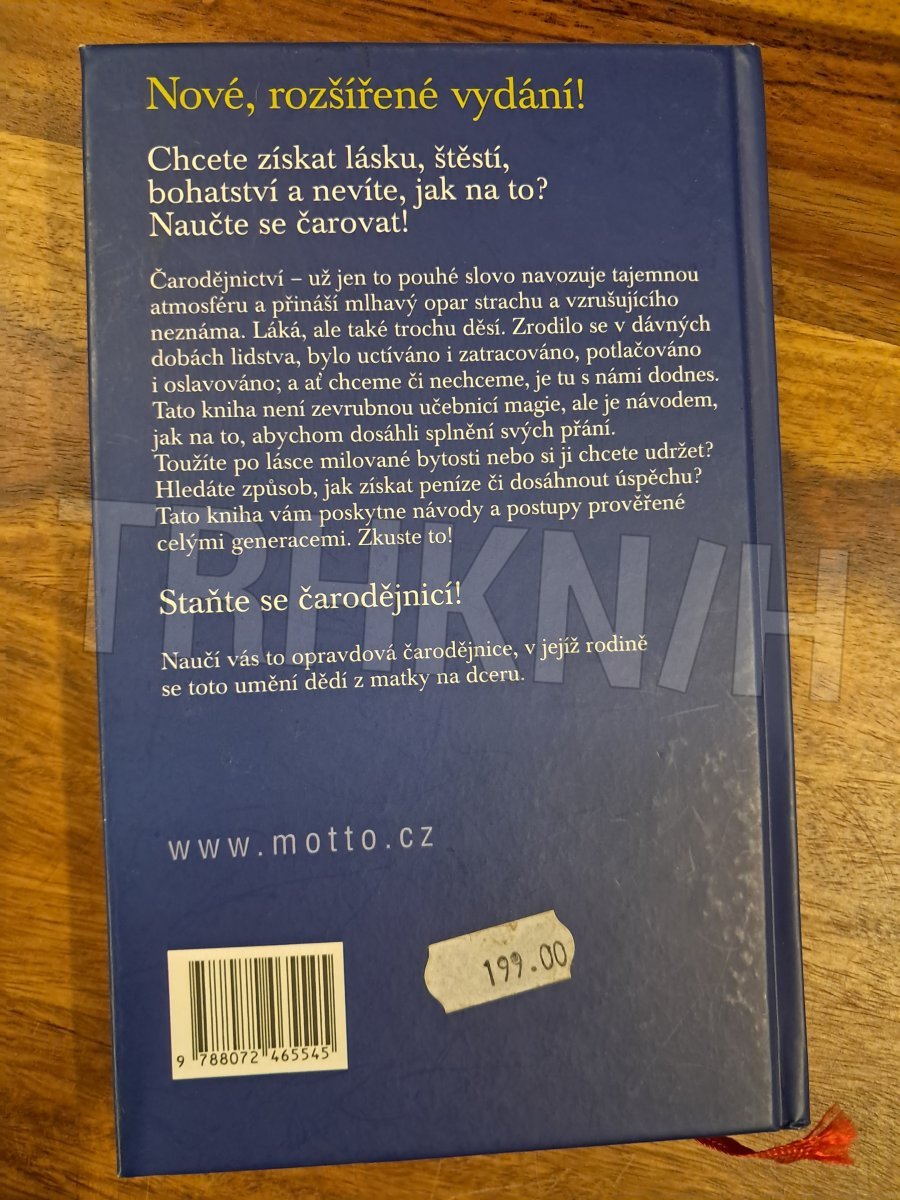 Nové, rozšířené vydání!
Chcete získat lásku, štěstí,
bohatství a nevíte, jak na to?
Naučte se čarovat!
Čarodějnictví – už jen to pouhé slovo navozuje tajemnou
atmosféru a přináší mlhavý opar strachu a vzrušujícího
neznáma. Láká, ale také trochu děsí. Zrodilo se v dávných
dobách lidstva, bylo uctíváno i zatracováno, potlačováno
i oslavováno; a ať chceme či nechceme, je tu s námi dodnes.
Tato kniha není zevrubnou učebnicí magie, ale je návodem,
jak na to, abychom dosáhli splnění svých přání.
Toužíte po lásce milované bytosti nebo si ji chcete udržet?
Hledáte způsob, jak získat peníze či dosáhnout úspěchu?
Tato kniha vám poskytne návody a postupy prověřené
celými generacemi. Zkuste to!
TRHKNIH
Staňte se čarodějnicí!
Naučí vás to opravdová čarodějnice, v jejíž rodině
se toto umění dědí z matky na dceru.
www.motto.cz
199.00
9 788072 465545